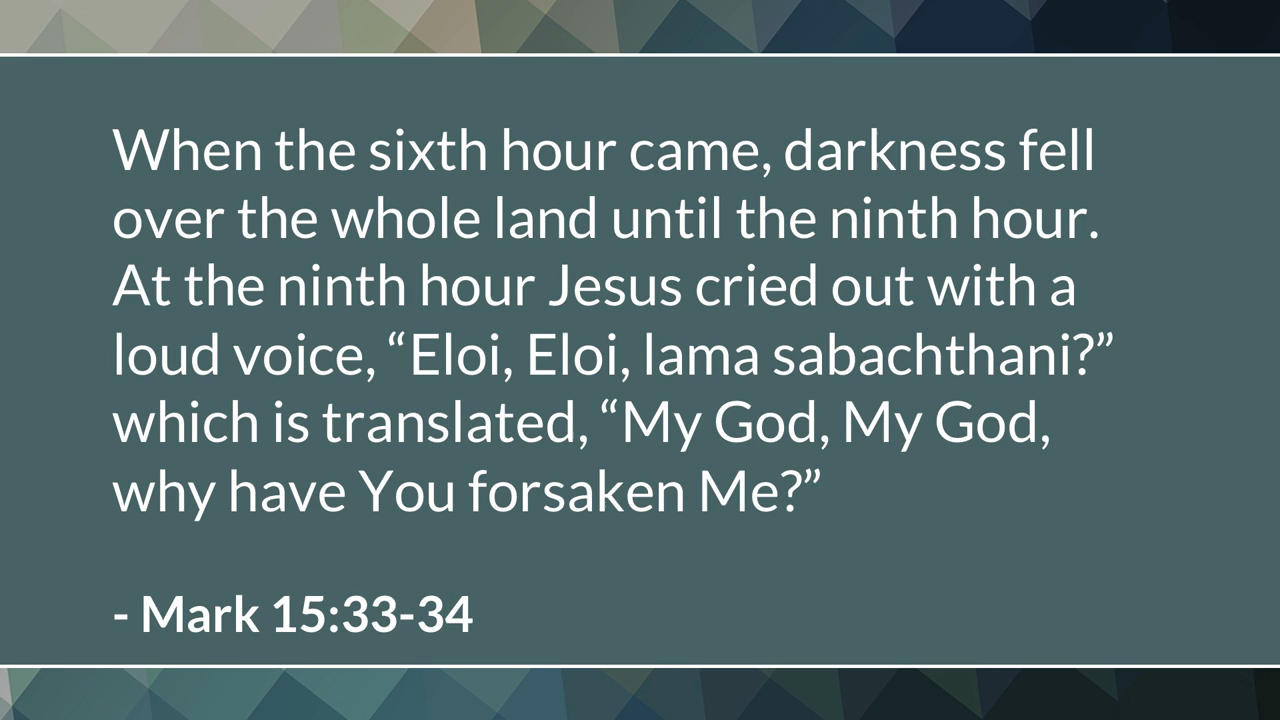 When the sixth hour came, darkness fell
over the whole land until the ninth hour.
At the ninth hour Jesus cried out with a
loud voice, “Eloi, Eloi, lama sabachthani?”
which is translated, “My God, My God,
why have You forsaken Me?”
- Mark 15:33-34